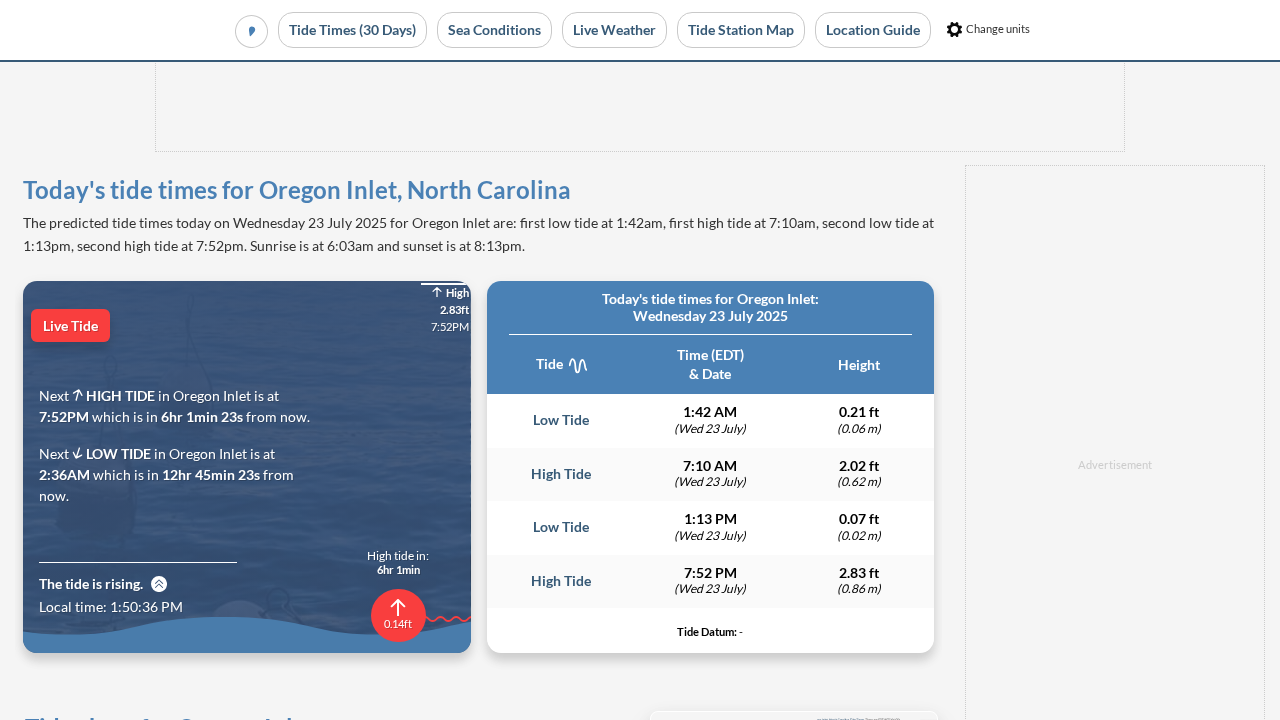 Tide Times (30 Days)
Sea Conditions
Live Weather
Tide Station Map
Location Guide
Change units
Today's tide times for Oregon Inlet, North Carolina
The predicted tide times today on Wednesday 23 July 2025 for Oregon Inlet are: first low tide at 1:42am, first high tide at 7:10am, second low tide at
1:13pm, second high tide at 7:52pm. Sunrise is at 6:03am and sunset is at 8:13pm.
High
2.83ft
7:52PM
Live Tide
Next HIGH TIDE in Oregon Inlet is at
7:52PM which is in 6hr 1min 23s from now.
Next LOW TIDE in Oregon Inlet is at
2:36AM which is in 12hr 45min 23s from
now.
The tide is rising.
Local time: 1:50:36 PM
High tide in:
6hr 1min
0.14ft
Today's tide times for Oregon Inlet:
Wednesday 23 July 2025
Tide
Time (EDT)
& Date
Height
Low Tide
1:42 AM
(Wed 23 July)
0.21 ft
(0.06 m)
High Tide
7:10 AM
(Wed 23 July)
2.02 ft
(0.62 m)
Low Tide
1:13 PM
(Wed 23 July)
0.07 ft
(0.02 m)
High Tide
7:52 PM
(Wed 23 July)
2.83 ft
(0.86 m)
Tide Datum: -
Advertisement